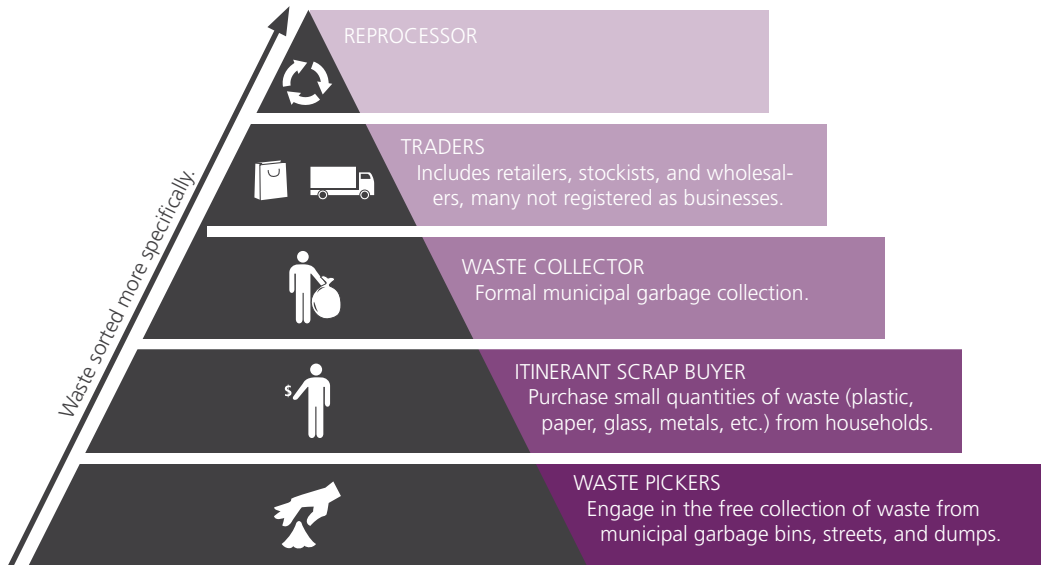 REPROCESSOR
TRADERS
Includes retailers, stockists, and wholesal-
ers, many not registered as businesses.
WASTE COLLECTOR
Formal municipal garbage collection.
ITINERANT SCRAP BUYER
Purchase small quantities of waste (plastic,
paper, glass, metals, etc.) from households.
$
WASTE PICKERS
Engage in the free collection of waste from
municipal garbage bins, streets, and dumps.
Waste sorted more specifically.